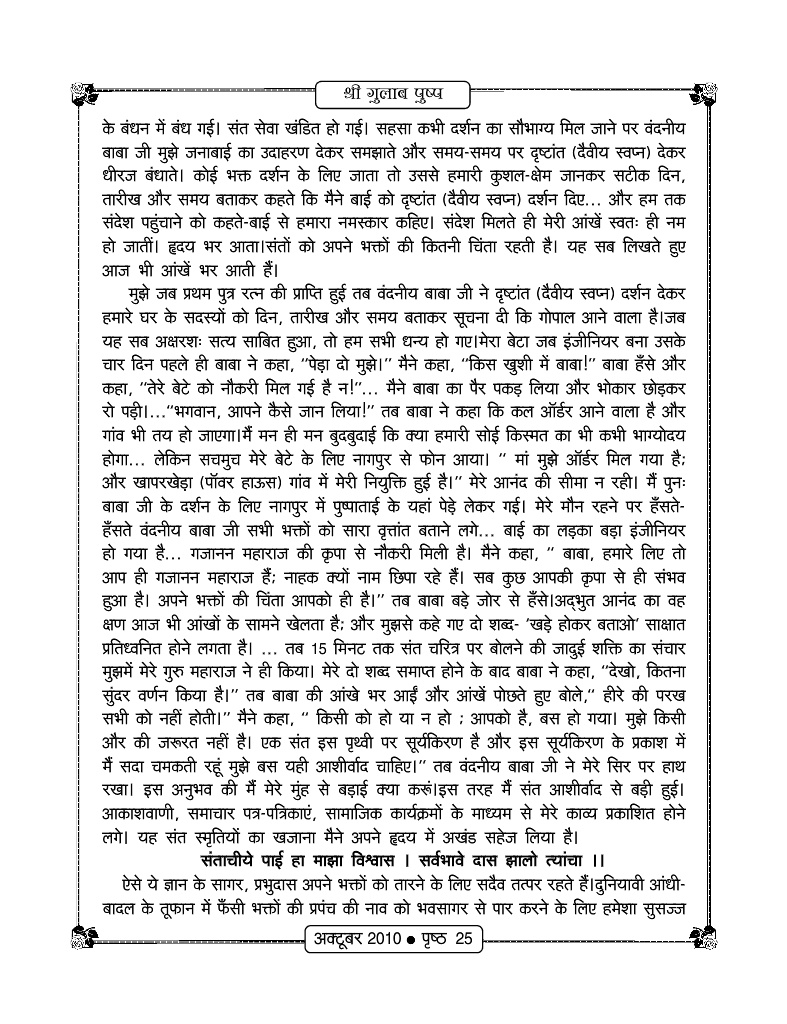 श्री गुलाब पुष्प
के बंधन में बंध गई। संत सेवा खंडित हो गई। सहसा कभी दर्शन का सौभाग्य मिल जाने पर वंदनीय
बाबा जी मुझे जनाबाई का उदाहरण देकर समझाते और समय-समय पर दृष्टांत (दैवीय स्वप्न) देकर
धीरज बंधाते। कोई भक्त दर्शन के लिए जाता तो उससे हमारी कुशल-क्षेम जानकर सटीक दिन,
तारीख और समय बताकर कहते कि मैने बाई को दृष्टांत (दैवीय स्वप्न) दर्शन दिए... और हम तक
संदेश पहुंचाने को कहते-बाई से हमारा नमस्कार कहिए। संदेश मिलते ही मेरी आंखें स्वतः ही नम
हो जातीं। हृदय भर आता।संतों को अपने भक्तों की कितनी चिंता रहती है। यह सब लिखते हुए
आज भी आंखें भर आती हैं।
मुझे जब प्रथम पुत्र रत्न की प्राप्ति हुई तब वंदनीय बाबा जी ने दृष्टांत (दैवीय स्वप्न) दर्शन देकर
हमारे घर के सदस्यों को दिन, तारीख और समय बताकर सूचना दी कि गोपाल आने वाला है।जब
यह सब अक्षरशः सत्य साबित हुआ, तो हम सभी धन्य हो गए।मेरा बेटा जब इंजीनियर बना उसके
चार दिन पहले ही बाबा ने कहा, ‘‘पेड़ा दो मुझे।’’ मैने कहा, ‘‘किस खुशी में बाबा!’’ बाबा हँसे और
कहा, ‘‘तेरे बेटे को नौकरी मिल गई है न!’’... मैने बाबा का पैर पकड़ लिया और भोकार छोड़कर
रो पड़ी।...‘‘भगवान, आपने कैसे जान लिया!’’ तब बाबा ने कहा कि कल ऑर्डर आने वाला है और
गांव भी तय हो जाएगा।मैं मन ही मन बुदबुदाई कि क्या हमारी सोई किस्मत का भी कभी भाग्योदय
होगा... लेकिन सचमुच मेरे बेटे के लिए नागपुर से फोन आया। ‘‘ मां मुझे ऑर्डर मिल गया है;
और खापरखेड़ा (पॉवर हाऊस) गांव में मेरी नियुक्ति हुई है।’’ मेरे आनंद की सीमा न रही। मैं पुनः
बाबा जी के दर्शन के लिए नागपुर में पुष्पाताई के यहां पेड़े लेकर गई। मेरे मौन रहने पर हँसते-
हँसते वंदनीय बाबा जी सभी भक्तों को सारा वृत्तांत बताने लगे... बाई का लड़का बड़ा इंजीनियर
हो गया है... गजानन महाराज की कृपा से नौकरी मिली है। मैने कहा, ‘‘ बाबा, हमारे लिए तो
आप ही गजानन महाराज हैं; नाहक क्यों नाम छिपा रहे हैं। सब कुछ आपकी कृपा से ही संभव
हुआ है। अपने भक्तों की चिंता आपको ही है।’’ तब बाबा बड़े जोर से हँसे।अद्‌भुत आनंद का वह
क्षण आज भी आंखों के सामने खेलता है; और मुझसे कहे गए दो शब्द- ‘खड़े होकर बताओ’ साक्षात
प्रतिध्वनित होने लगता है। ... तब 15 मिनट तक संत चरित्र पर बोलने की जादुई शक्ति का संचार
मुझमें मेरे गुरु महाराज ने ही किया। मेरे दो शब्द समाप्त होने के बाद बाबा ने कहा, ‘‘देखो, कितना
सुंदर वर्णन किया है।’’ तब बाबा की आंखे भर आईं और आंखें पोछते हुए बोले,‘‘ हीरे की परख
सभी को नहीं होती।’’ मैने कहा, ‘‘ किसी को हो या न हो ; आपको है, बस हो गया। मुझे किसी
और की जरूरत नहीं है। एक संत इस पृथ्वी पर सूर्यकिरण है और इस सूर्यकिरण के प्रकाश में
मैं सदा चमकती रहूं मुझे बस यही आशीर्वाद चाहिए।’’ तब वंदनीय बाबा जी ने मेरे सिर पर हाथ
रखा। इस अनुभव की मैं मेरे मुंह से बड़ाई क्या करूं।इस तरह मैं संत आशीर्वाद से बड़ी हुई।
आकाशवाणी, समाचार पत्र-पत्रिकाएं, सामाजिक कार्यक्रमों के माध्यम से मेरे काव्य प्रकाशित होने
लगे। यह संत स्मृतियों का खजाना मैने अपने हृदय में अखंड सहेज लिया है।
संताचीये पाई हा माझा विश्वास । सर्वभावे दास झालो त्यांचा ।।
ऐसे ये ज्ञान के सागर, प्रभुदास अपने भक्तों को तारने के लिए सदैव तत्पर रहते हैं।दुनियावी आंधी-
बादल के तूफान में फँसी भक्तों की प्रपंच की नाव को भवसागर से पार करने के लिए हमेशा सुसज्ज
अक्टूबर 2010 ● पृष्ठ 25